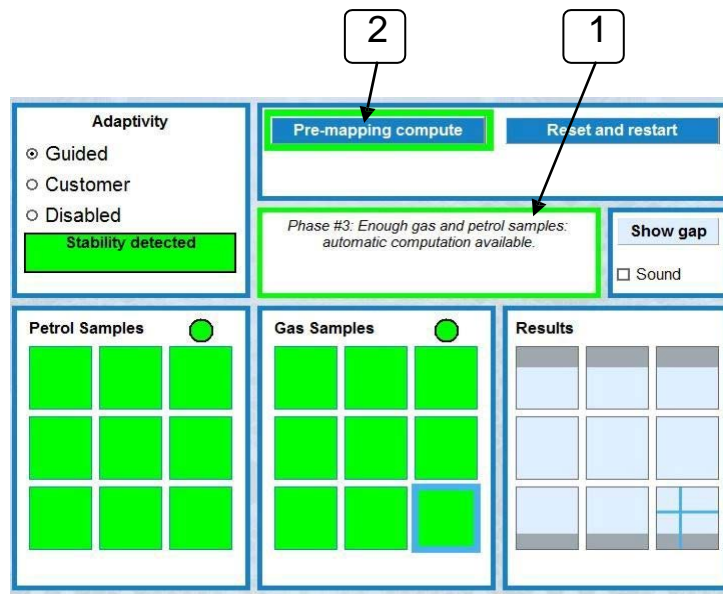 2
1
Adaptivity
Guided
Customer
Disabled
Stability detected
Pre-mapping compute
Reset and restart
Phase #3: Enough gas and petrol samples:
automatic computation available.
Show gap
Sound
Petrol Samples
Gas Samples
Results